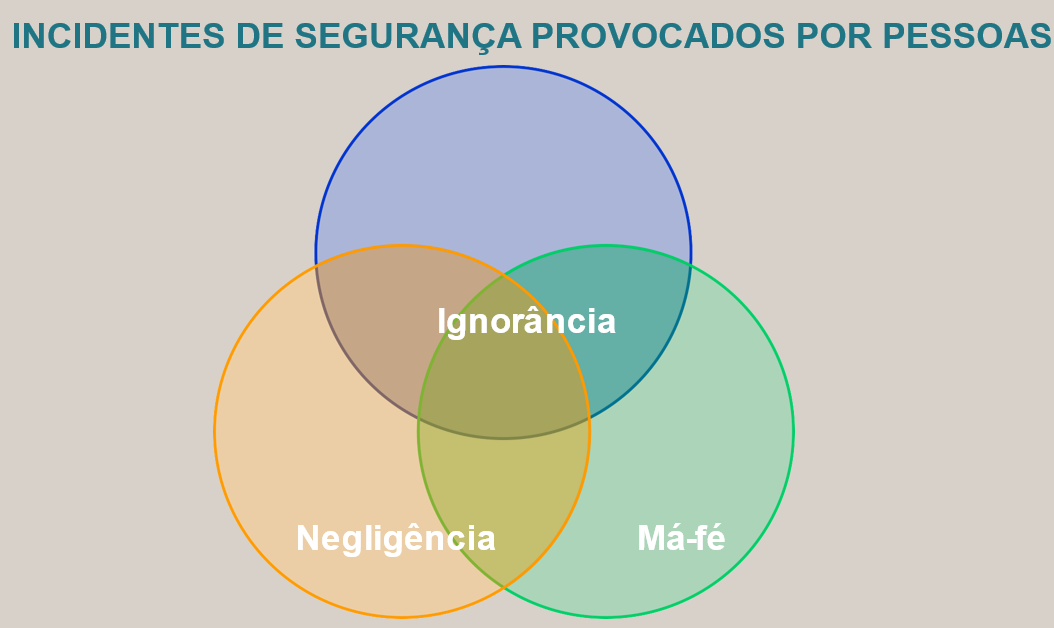 INCIDENTES DE SEGURANÇA PROVOCADOS POR PESSOAS
Ignorância
Negligência
Má-fé